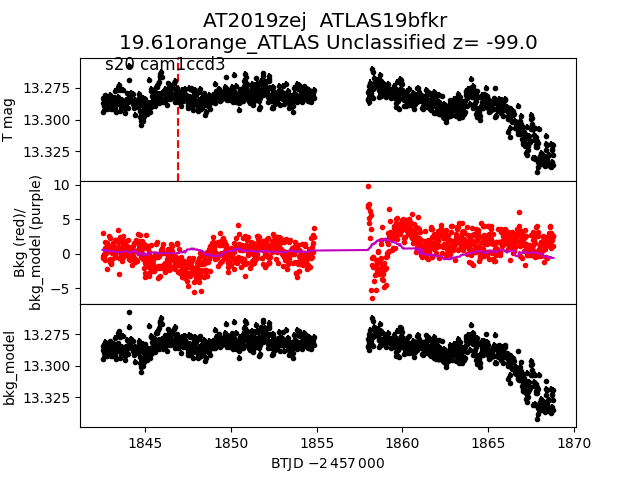 AT2019zej  ATLAS19bfkr
19.61orange_ATLAS Unclassified z= -99.0
s20 cam1ccd3
T mag
13.275
13.300
13.325
Bkg (red)/
bkg_model (purple)
10
5
0
−5
bkg_model
13.275
13.300
13.325
1845
1850
1855
1860
1865
1870
BTJD −2 457 000